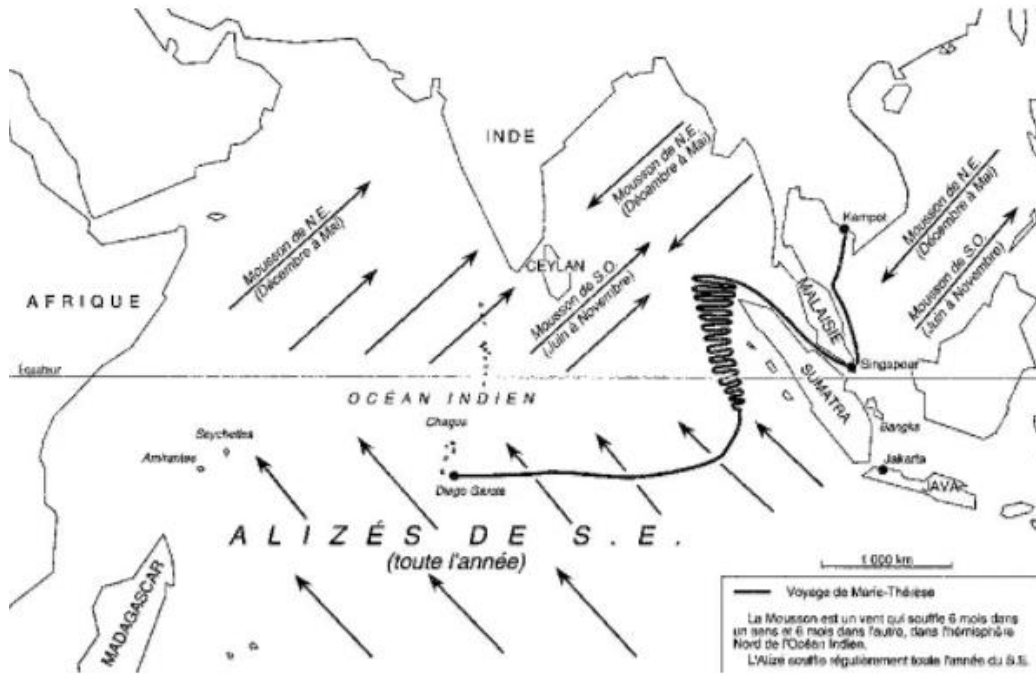 INDE
Mousson de N.E.
(Décembre à Mai)
Mousson de N.E.
(Décembre à Mai)
Kampot
Mousson de N.E.
(Décembre à Mai)
CEYLAN
Mousson de S.O.
(Juin à Novembre)
Mousson de S.O.
(Juin à Novembre)
AFRIQUE
MALAISIE
Singapour
Équateur
SUMATRA
OCÉAN INDIEN
Chagos
Bangka
Seychelles
Amirantes
Jakarta
Diego Garcia
JAVA
ALIZÉS DE S.E.
(toute l'année)
1 000 km
MADAGASCAR
Voyage de Marie-Thérèse
La Mousson est un vent qui souffle 6 mois dans
un sens et 6 mois dans l'autre, dans l'hémisphère
Nord de l'Océan Indien.
L'Alizé souffle régulièrement toute l'année du S.E.